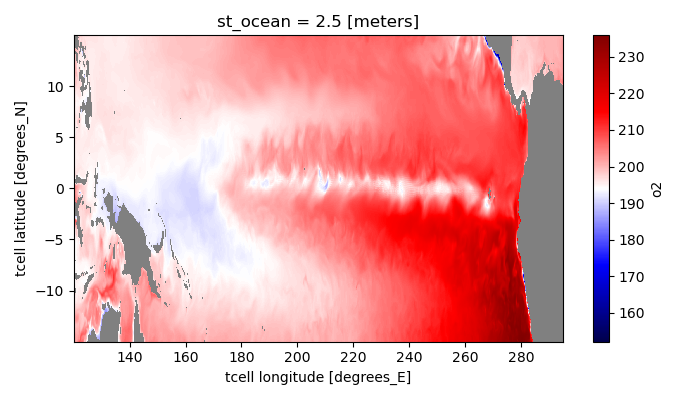 st_ocean = 2.5 [meters]
10
5
0
−5
−10
tcell latitude [degrees_N]
140 160 180 200 220 240 260 280
tcell longitude [degrees_E]
230
220
210
200
190
180
170
160
o2